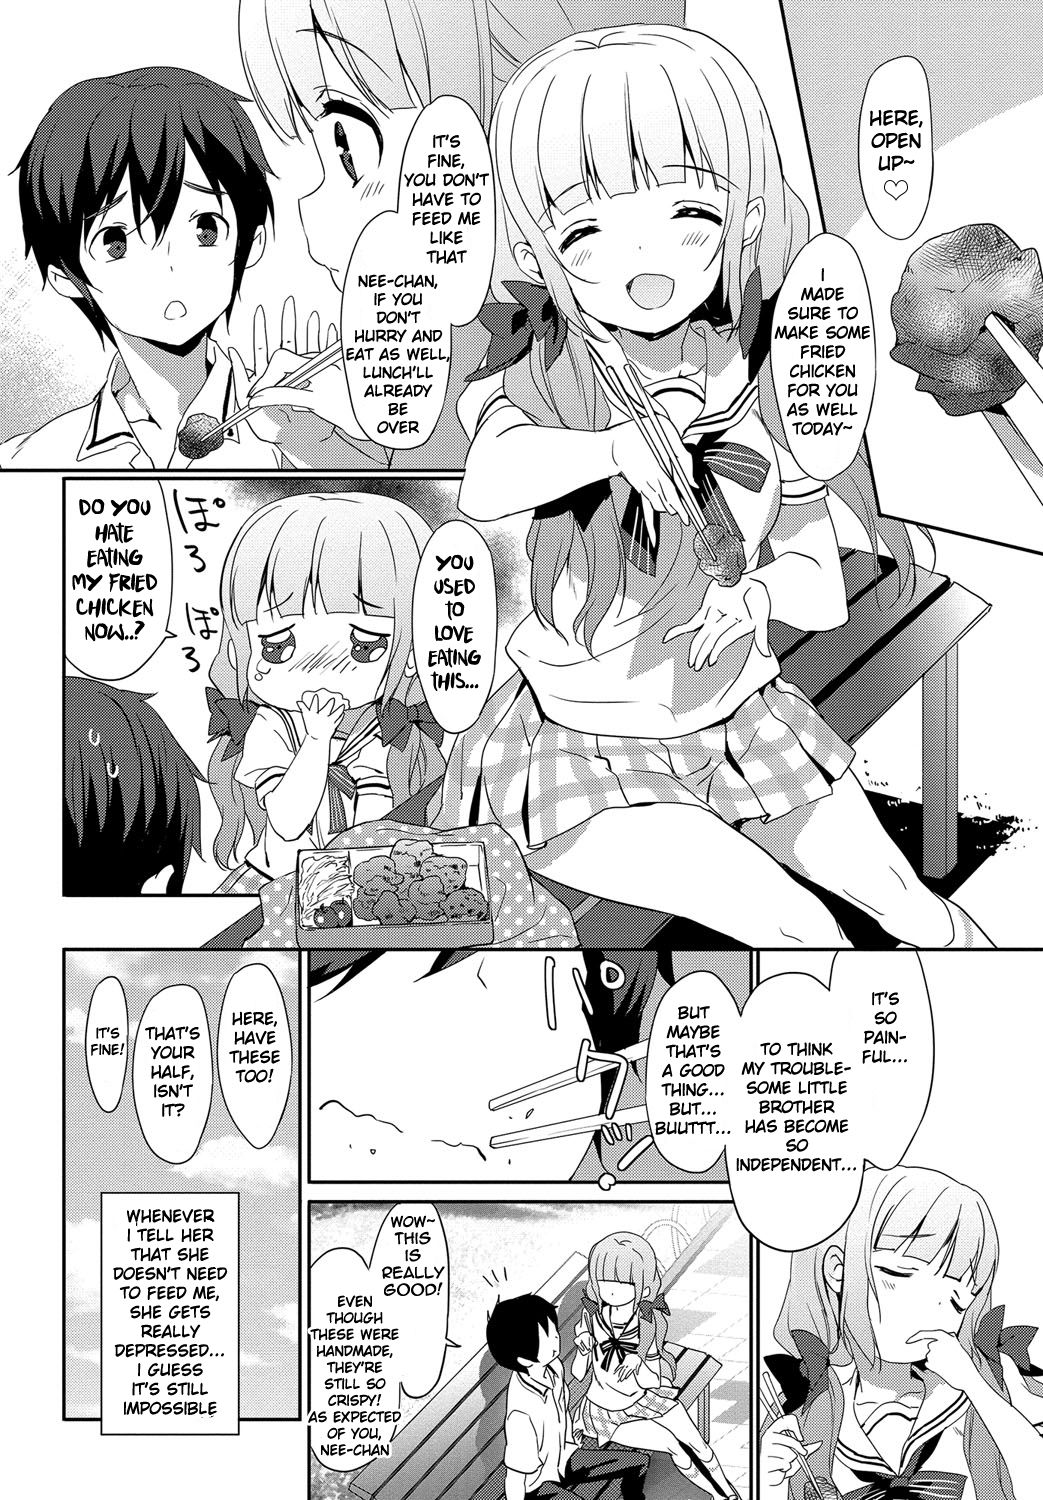 HERE,
OPEN
UP~
♡
I
MADE
SURE TO
MAKE SOME
FRIED
CHICKEN
FOR YOU
AS WELL
TODAY~
IT'S
FINE,
YOU DON'T
HAVE TO
FEED ME
LIKE
THAT
NEE-CHAN,
IF YOU
DON'T
HURRY AND
EAT AS WELL,
LUNCH'LL
ALREADY
BE
OVER
YOU
USED
TO
LOVE
EATING
THIS...
DO YOU
HATE
EATING
MY FRIED
CHICKEN
NOW..?
ぽろ
ぽろ
IT'S
SO
PAIN-
FUL...
TO THINK
MY TROUBLE-
SOME LITTLE
BROTHER
HAS BECOME
SO
INDEPENDENT...
BUT
MAYBE
THAT'S
A GOOD
THING...
BUT...
BUUTTT...
WOW~
THIS
IS
REALLY
GOOD!
EVEN
THOUGH
THESE WERE
HANDMADE,
THEY'RE
STILL SO
CRISPY!
AS EXPECTED
OF YOU,
NEE-CHAN
HERE,
HAVE
THESE
TOO!
THAT'S
YOUR
HALF,
ISN'T
IT?
IT'S
FINE!
WHENEVER
I TELL HER
THAT SHE
DOESN'T NEED
TO FEED ME,
SHE GETS
REALLY
DEPRESSED...
I GUESS
IT'S STILL
IMPOSSIBLE